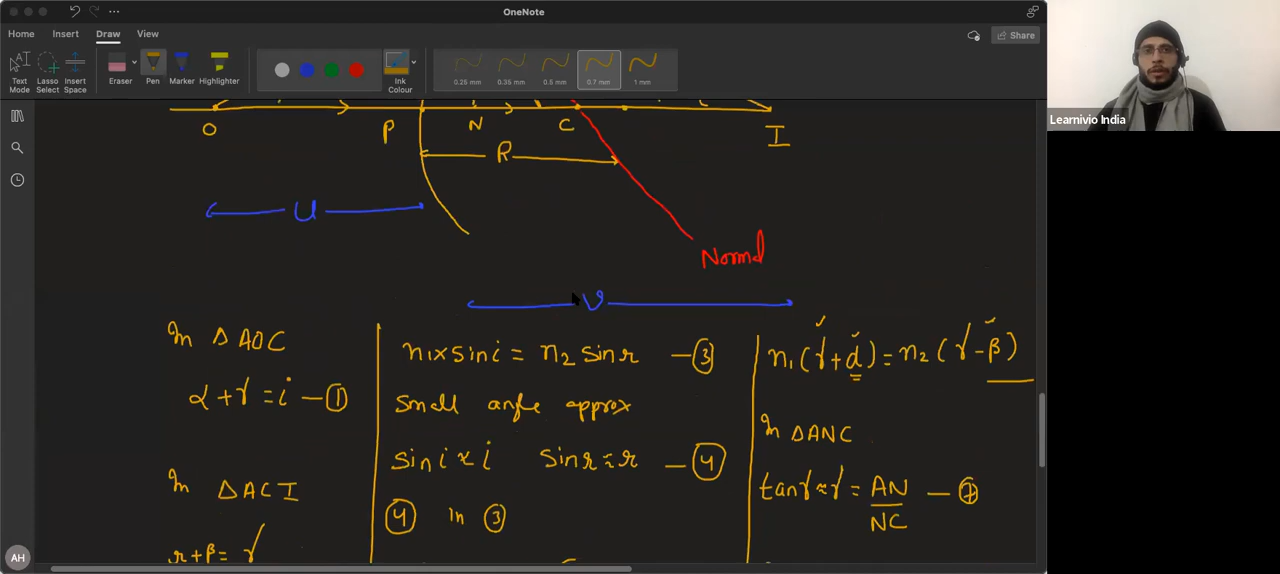 OneNote
Home Insert Draw View
Share
Text Mode
Lasso Select
Insert Space
Eraser
Pen
Marker
Highlighter
Ink Colour
0.25 mm
0.35 mm
0.5 mm
0.7 mm
1 mm
Learnivio India
O P N C I
R
U
Normal
V
In Δ AOC
α + γ = i — ①
In Δ ACI
r + β = γ
n1 x sin i = n2 sin r — ③
Small angle approx
sin i ≈ i sin r ≈ r — ④
④ in ③
n1 ( γ + α ) = n2 ( γ - β )
In Δ ANC
tan γ ≈ γ = AN / NC — ⑦
AH